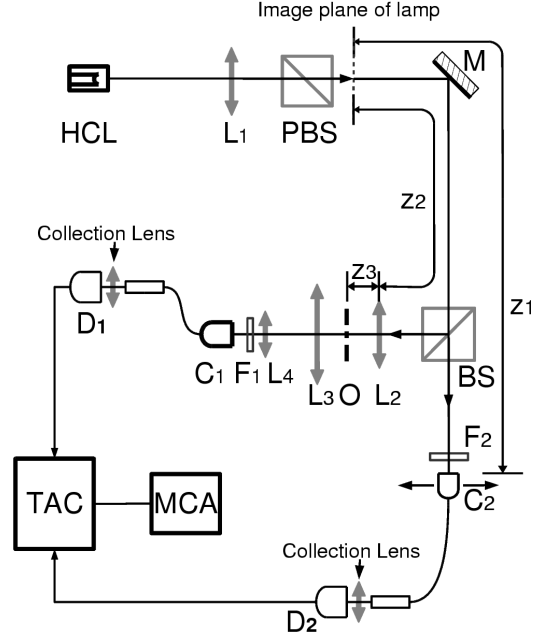 Image plane of lamp
M
HCL
L1
PBS
z2
Collection Lens
z3
z1
D1
C1
F1
L4
L3
O
L2
BS
F2
TAC
MCA
C2
Collection Lens
D2